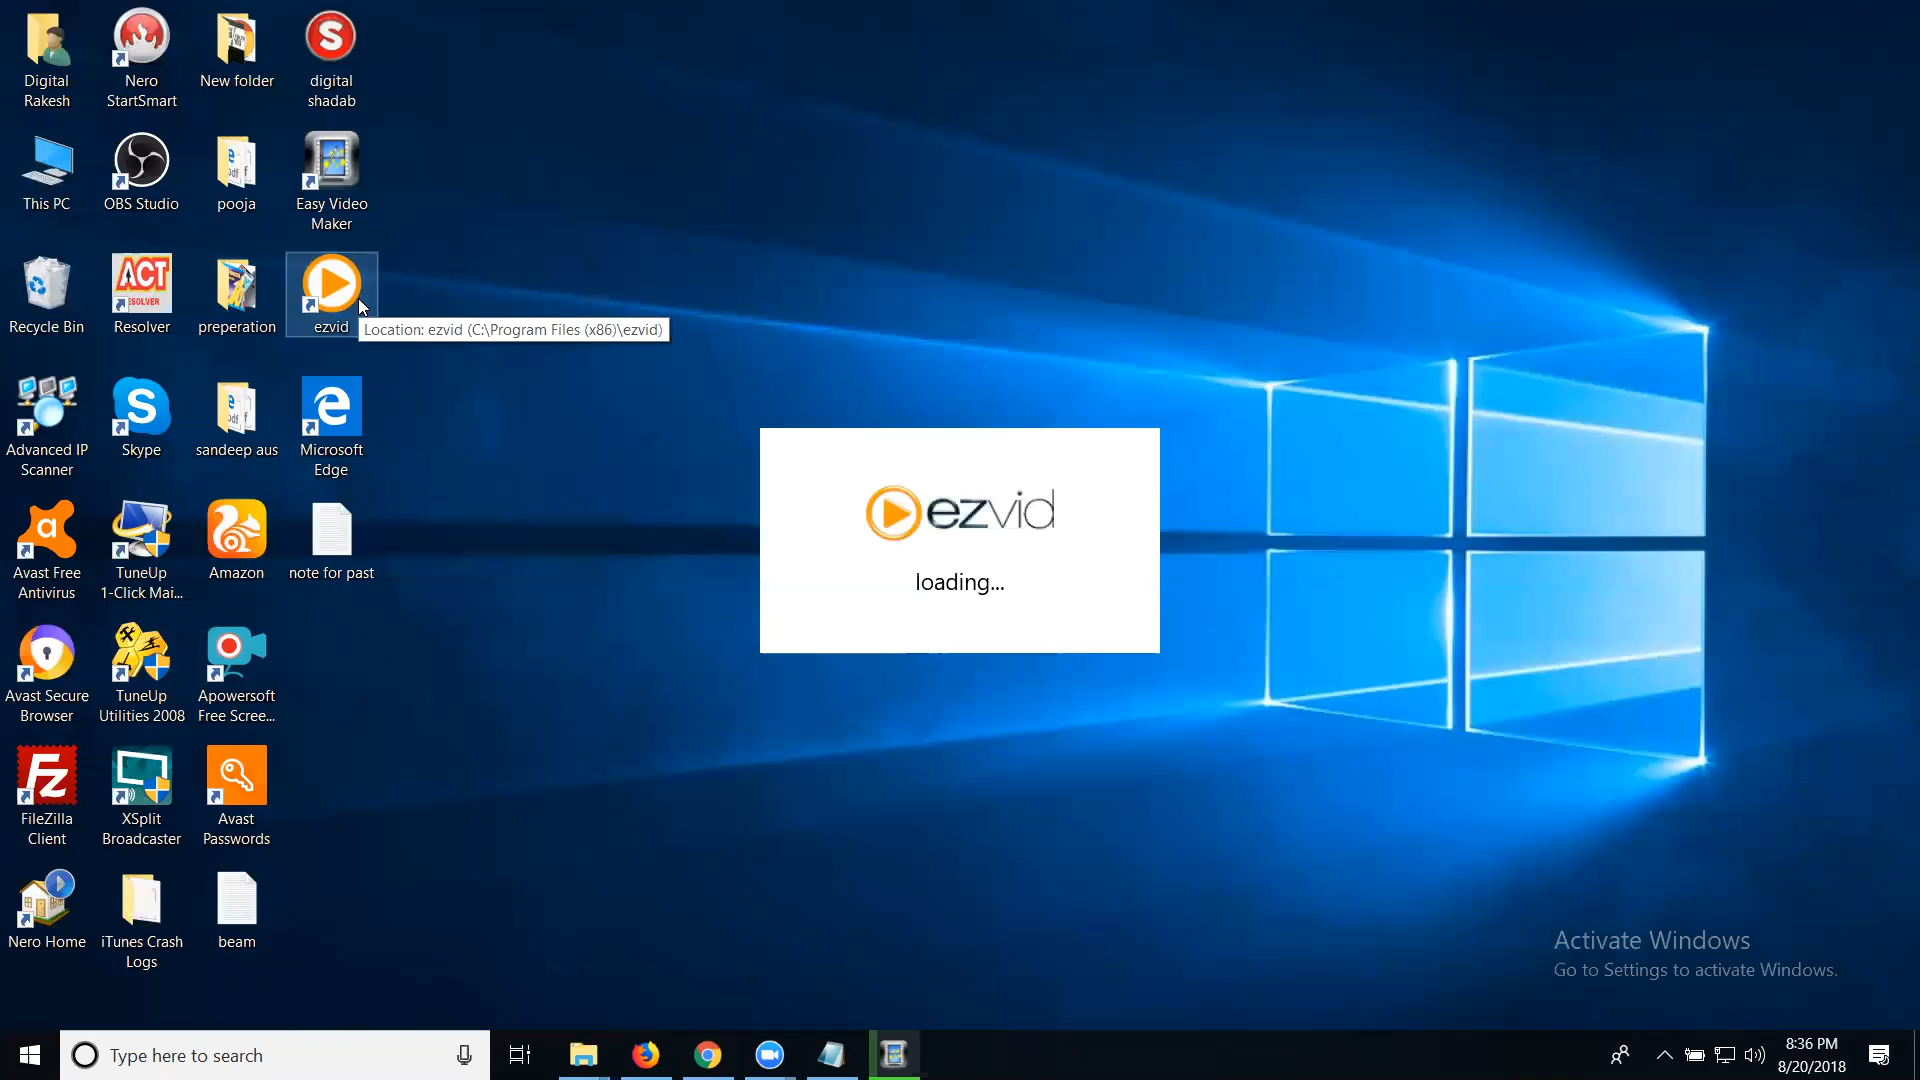 Digital
Rakesh
Nero
StartSmart
New folder
digital
shadab
This PC
OBS Studio
pooja
Easy Video
Maker
ACT
RESOLVER
Recycle Bin
Resolver
preperation
ezvid
Location: ezvid (C:\Program Files (x86)\ezvid)
Advanced IP
Scanner
Skype
sandeep aus
Microsoft
Edge
ezvid
loading...
Avast Free
Antivirus
TuneUp
1-Click Mai...
Amazon
note for past
Avast Secure
Browser
TuneUp
Utilities 2008
Apowersoft
Free Scree...
FileZilla
Client
XSplit
Broadcaster
Avast
Passwords
Nero Home
iTunes Crash
Logs
beam
Activate Windows
Go to Settings to activate Windows.
Type here to search
8:36 PM
8/20/2018